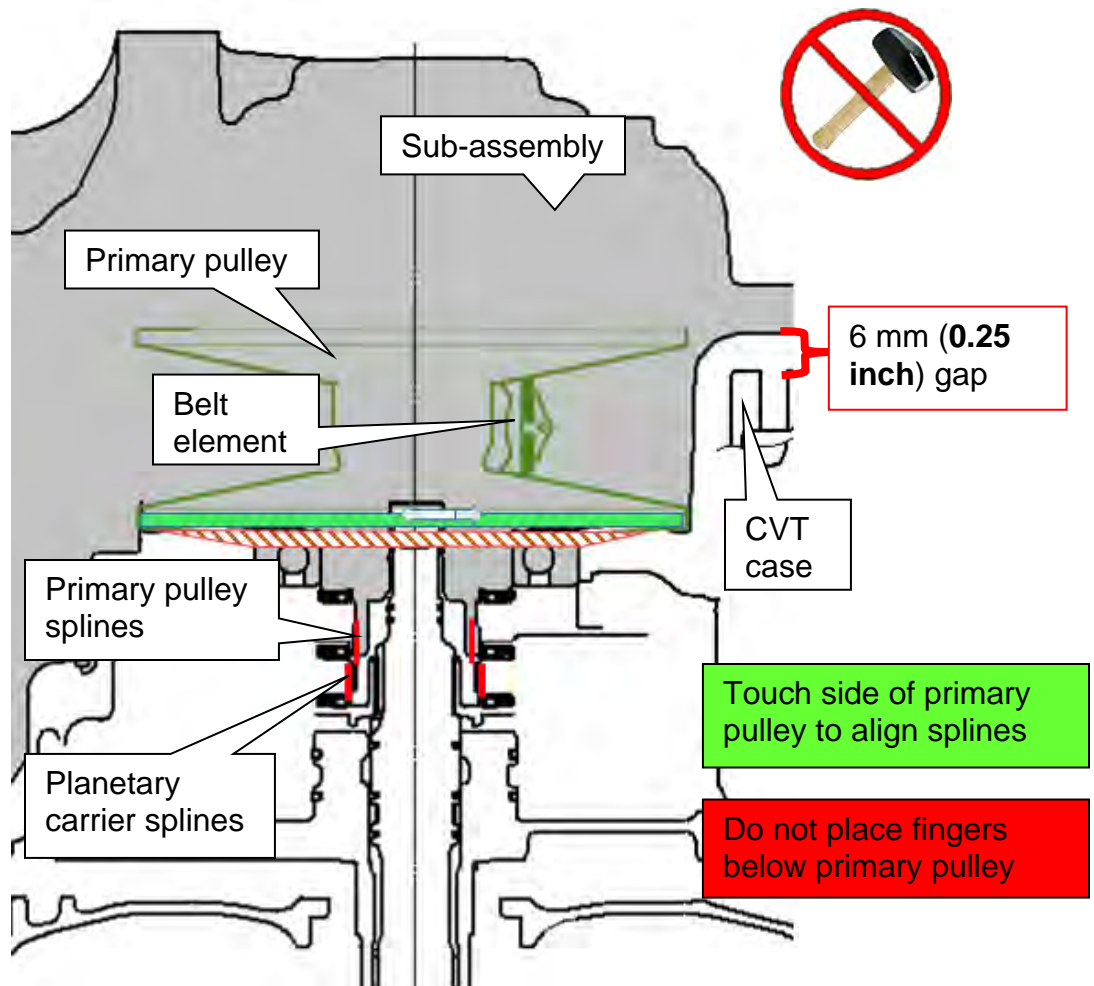 Sub-assembly
Primary pulley
6 mm (0.25
inch) gap
Belt
element
CVT
case
Primary pulley
splines
Touch side of primary
pulley to align splines
Planetary
carrier splines
Do not place fingers
below primary pulley